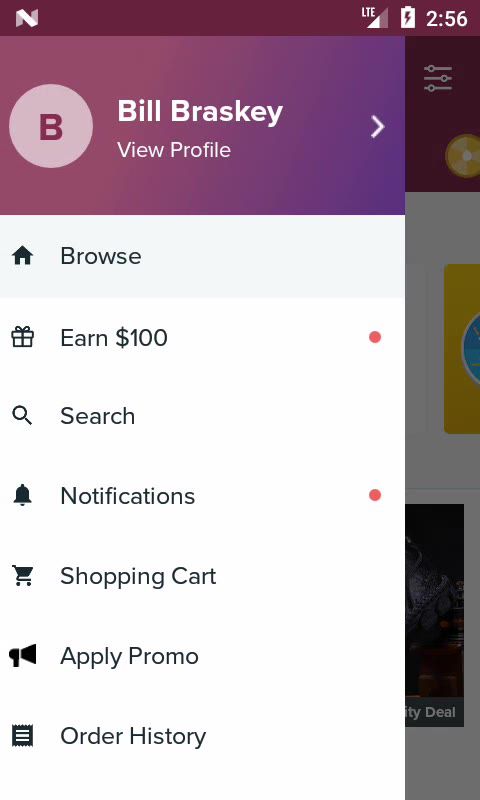 LTE 2:56
B
Bill Braskey
View Profile
Browse
Earn $100
Search
Notifications
Shopping Cart
Apply Promo
Order History
Deal